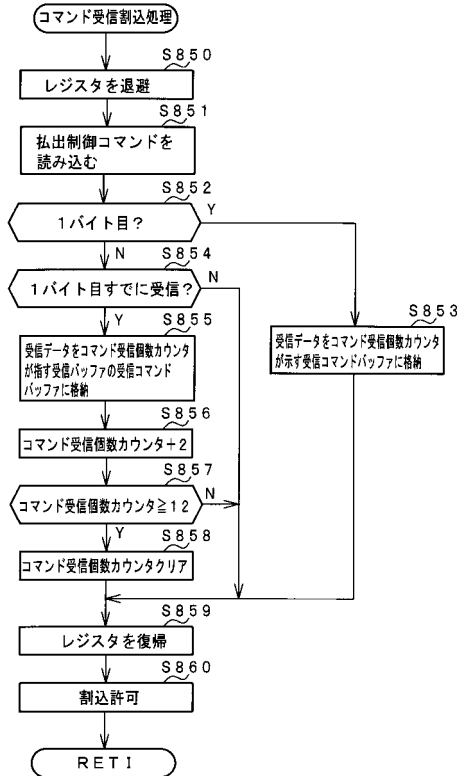 コマンド受信割込処理
S850
レジスタを退避
S851
払出制御コマンドを
読み込む
S852
1バイト目?
Y
N
S854
1バイト目すでに受信?
N
Y
S853
受信データをコマンド受信個数カウンタ
が示す受信コマンドバッファに格納
S855
受信データをコマンド受信個数カウンタ
が指す受信バッファの受信コマンド
バッファに格納
S856
コマンド受信個数カウンタ+2
S857
コマンド受信個数カウンタ≧12
N
Y
S858
コマンド受信個数カウンタクリア
S859
レジスタを復帰
S860
割込許可
RETI